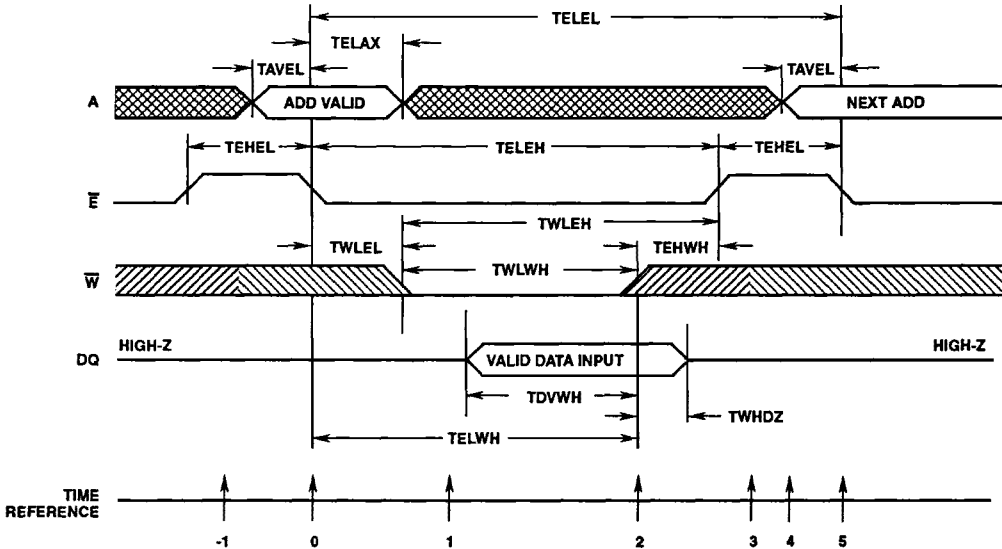 TELEL
TELAX
TAVEL TAVEL
A ADD VALID NEXT ADD
TEHEL TELEH TEHEL
E
TWLEH
TWLEL TEHWH
W TWLWH
HIGH-Z HIGH-Z
DQ VALID DATA INPUT
TDVWH
TWHDZ
TELWH
TIME
REFERENCE
-1 0 1 2 3 4 5